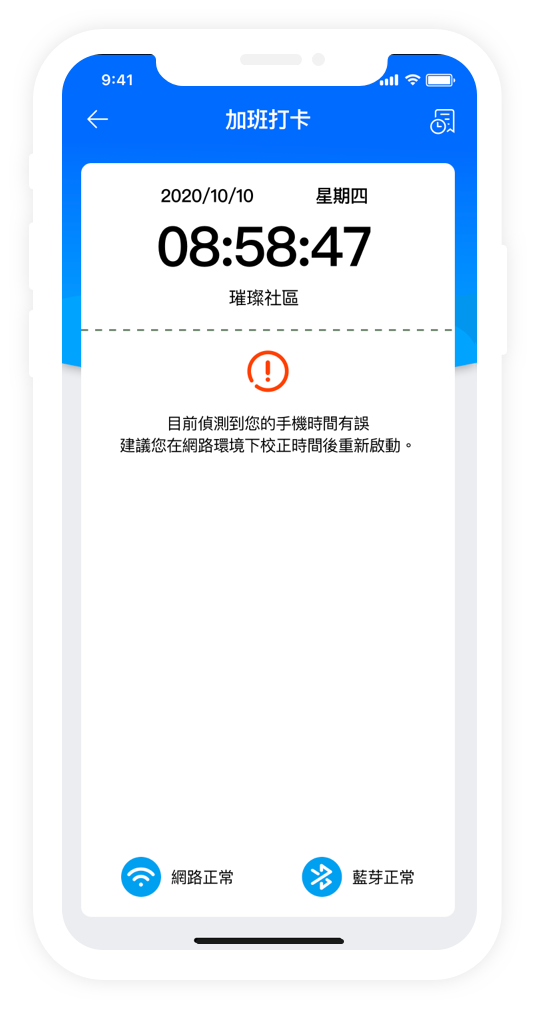 9:41
加班打卡
2020/10/10 星期四
08:58:47
璀璨社區
目前偵測到您的手機時間有誤
建議您在網路環境下校正時間後重新啟動。
網路正常 藍芽正常